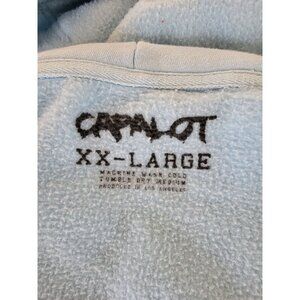 CAPALOT
XX-LARGE
MACHINE WASH COLD
TUMBLE DRY MEDIUM
PRODUCED IN LOS ANGELES